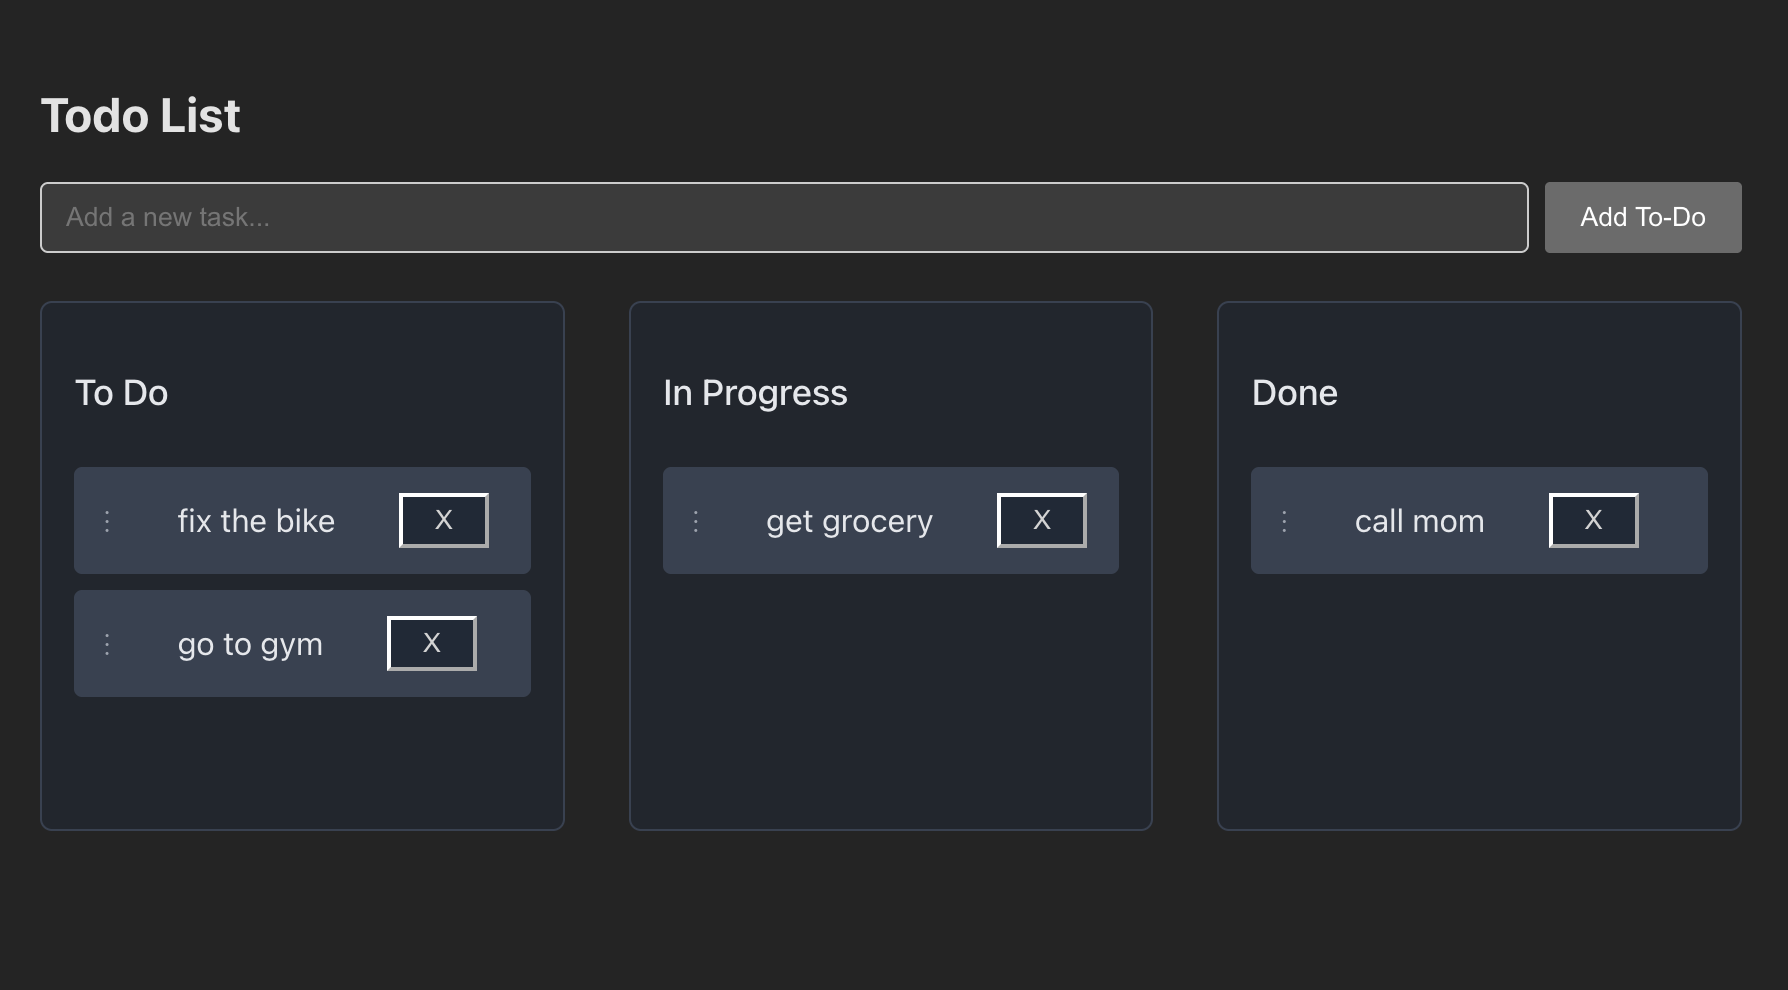 Todo List
Add a new task...
Add To-Do
To Do
fix the bike X
go to gym X
In Progress
get grocery X
Done
call mom X